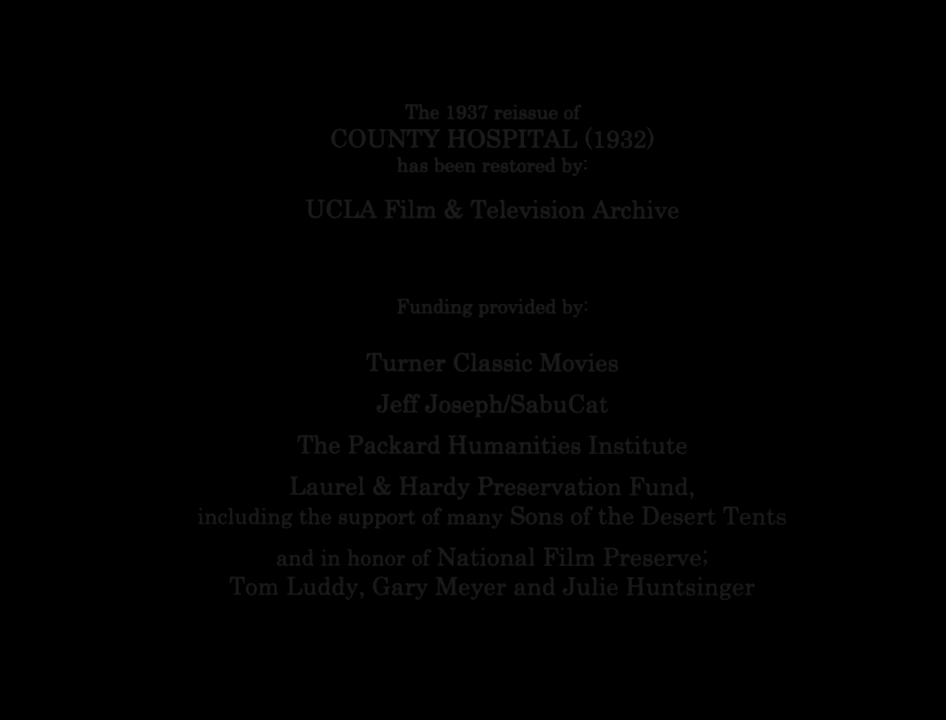 The 1937 reissue of
COUNTY HOSPITAL (1932)
has been restored by:
UCLA Film & Television Archive
Funding provided by:
Turner Classic Movies
Jeff Joseph/SabuCat
The Packard Humanities Institute
Laurel & Hardy Preservation Fund,
including the support of many Sons of the Desert Tents
and in honor of National Film Preserve;
Tom Luddy, Gary Meyer and Julie Huntsinger